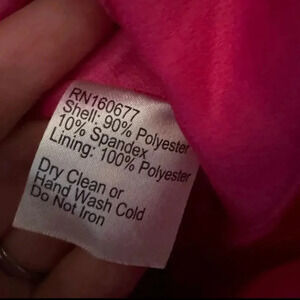 RN160677
Shell: 90% Polyester
10% Spandex
Lining: 100% Polyester
Dry Clean or
Hand Wash Cold
Do Not Iron